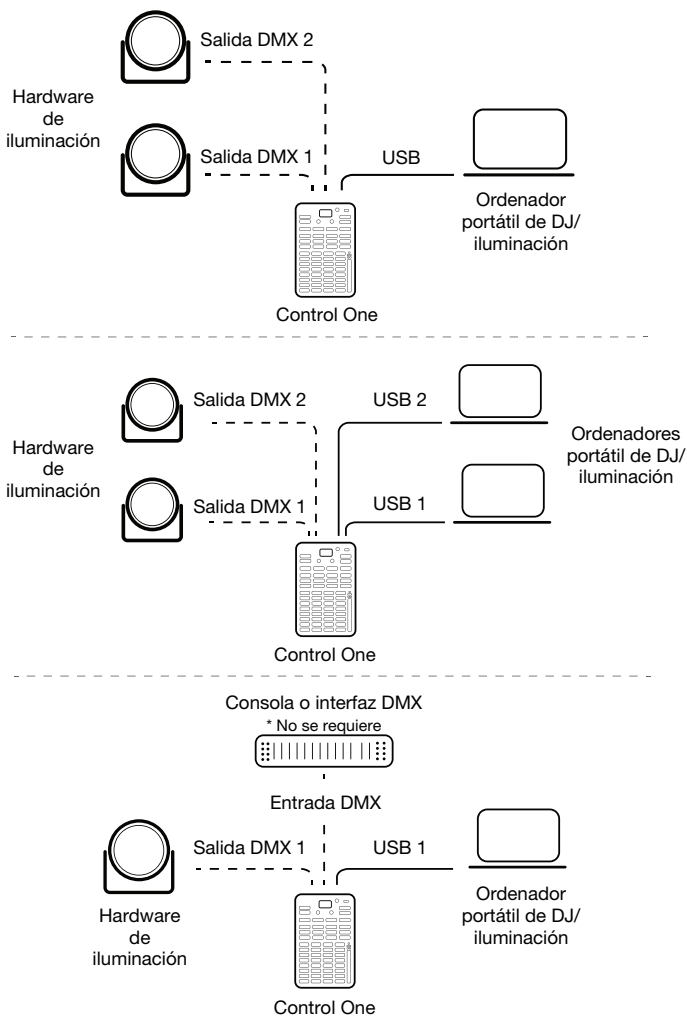 Salida DMX 2
Hardware
de
iluminación
Salida DMX 1
USB
Ordenador
portátil de DJ/
iluminación
Control One
Salida DMX 2
USB 2
Hardware
de
iluminación
Ordenadores
portátil de DJ/
iluminación
Salida DMX 1
USB 1
Control One
Consola o interfaz DMX
* No se requiere
Entrada DMX
Salida DMX 1
USB 1
Hardware
de
iluminación
Ordenador
portátil de DJ/
iluminación
Control One